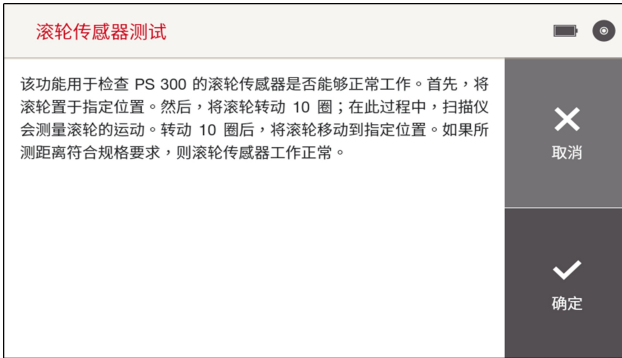 滚轮传感器测试
该功能用于检查 PS 300 的滚轮传感器是否能够正常工作。首先，将
滚轮置于指定位置。然后，将滚轮转动 10 圈；在此过程中，扫描仪
会测量滚轮的运动。转动 10 圈后，将滚轮移动到指定位置。如果所
测距离符合规格要求，则滚轮传感器工作正常。
取消
确定